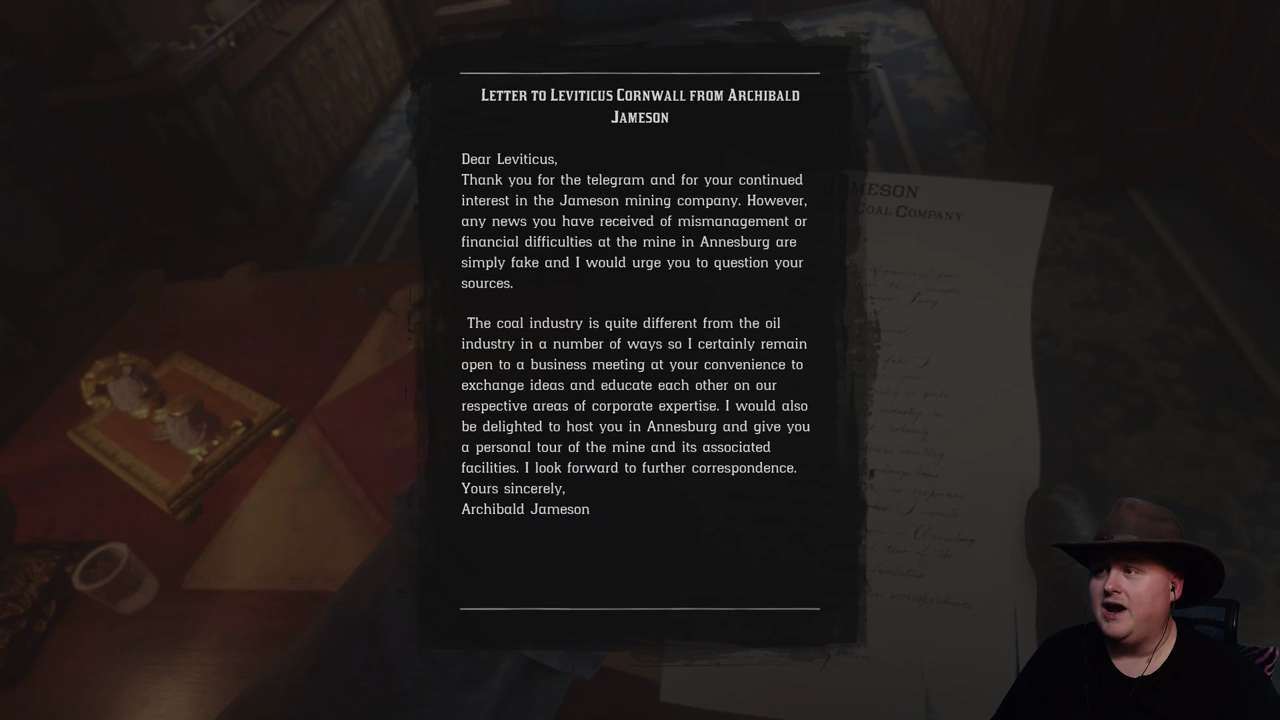 Letter to Leviticus Cornwall from Archibald
Jameson
Dear Leviticus,
Thank you for the telegram and for your continued
interest in the Jameson mining company. However,
any news you have received of mismanagement or
financial difficulties at the mine in Annesburg are
simply fake and I would urge you to question your
sources.
The coal industry is quite different from the oil
industry in a number of ways so I certainly remain
open to a business meeting at your convenience to
exchange ideas and educate each other on our
respective areas of corporate expertise. I would also
be delighted to host you in Annesburg and give you
a personal tour of the mine and its associated
facilities. I look forward to further correspondence.
Yours sincerely,
Archibald Jameson
Jameson
Coal Company